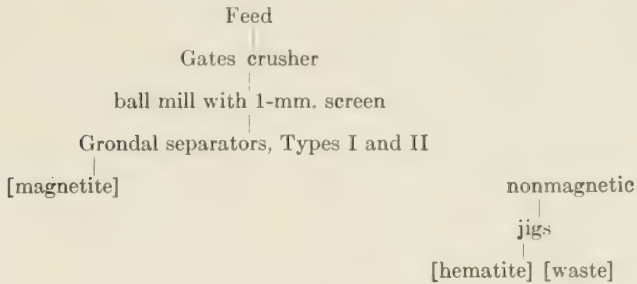 Feed
Gates crusher
ball mill with 1-mm. screen
Grondal separators, Types I and II
[magnetite] nonmagnetic
jigs
[hematite] [waste]